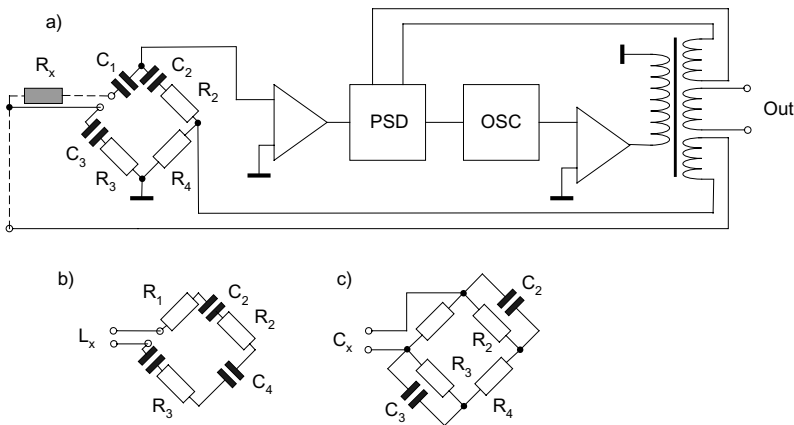 a)
C₁
C₂
Rₓ
R₂
PSD
OSC
Out
C₃
R₃
R₄
b)
c)
R₁
C₂
C₂
R₂
Lₓ
Cₓ
R₂
R₃
C₄
R₃
C₃
R₄